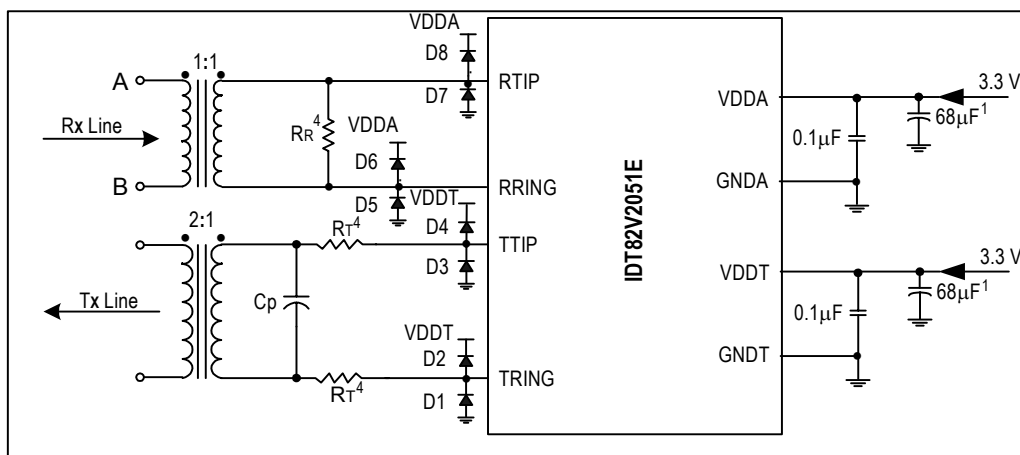 VDDA
1:1
D8
A
RTIP
D7
VDDA
3.3 V
Rx Line
RR4
VDDA
68μF1
D6
0.1μF
B
RRING
GNDA
D5
VDDT
2:1
RT4
D4
TTIP
IDT82V2051E
D3
VDDT
3.3 V
Tx Line
Cp
68μF1
0.1μF
VDDT
D2
GNDT
RT4
TRING
D1